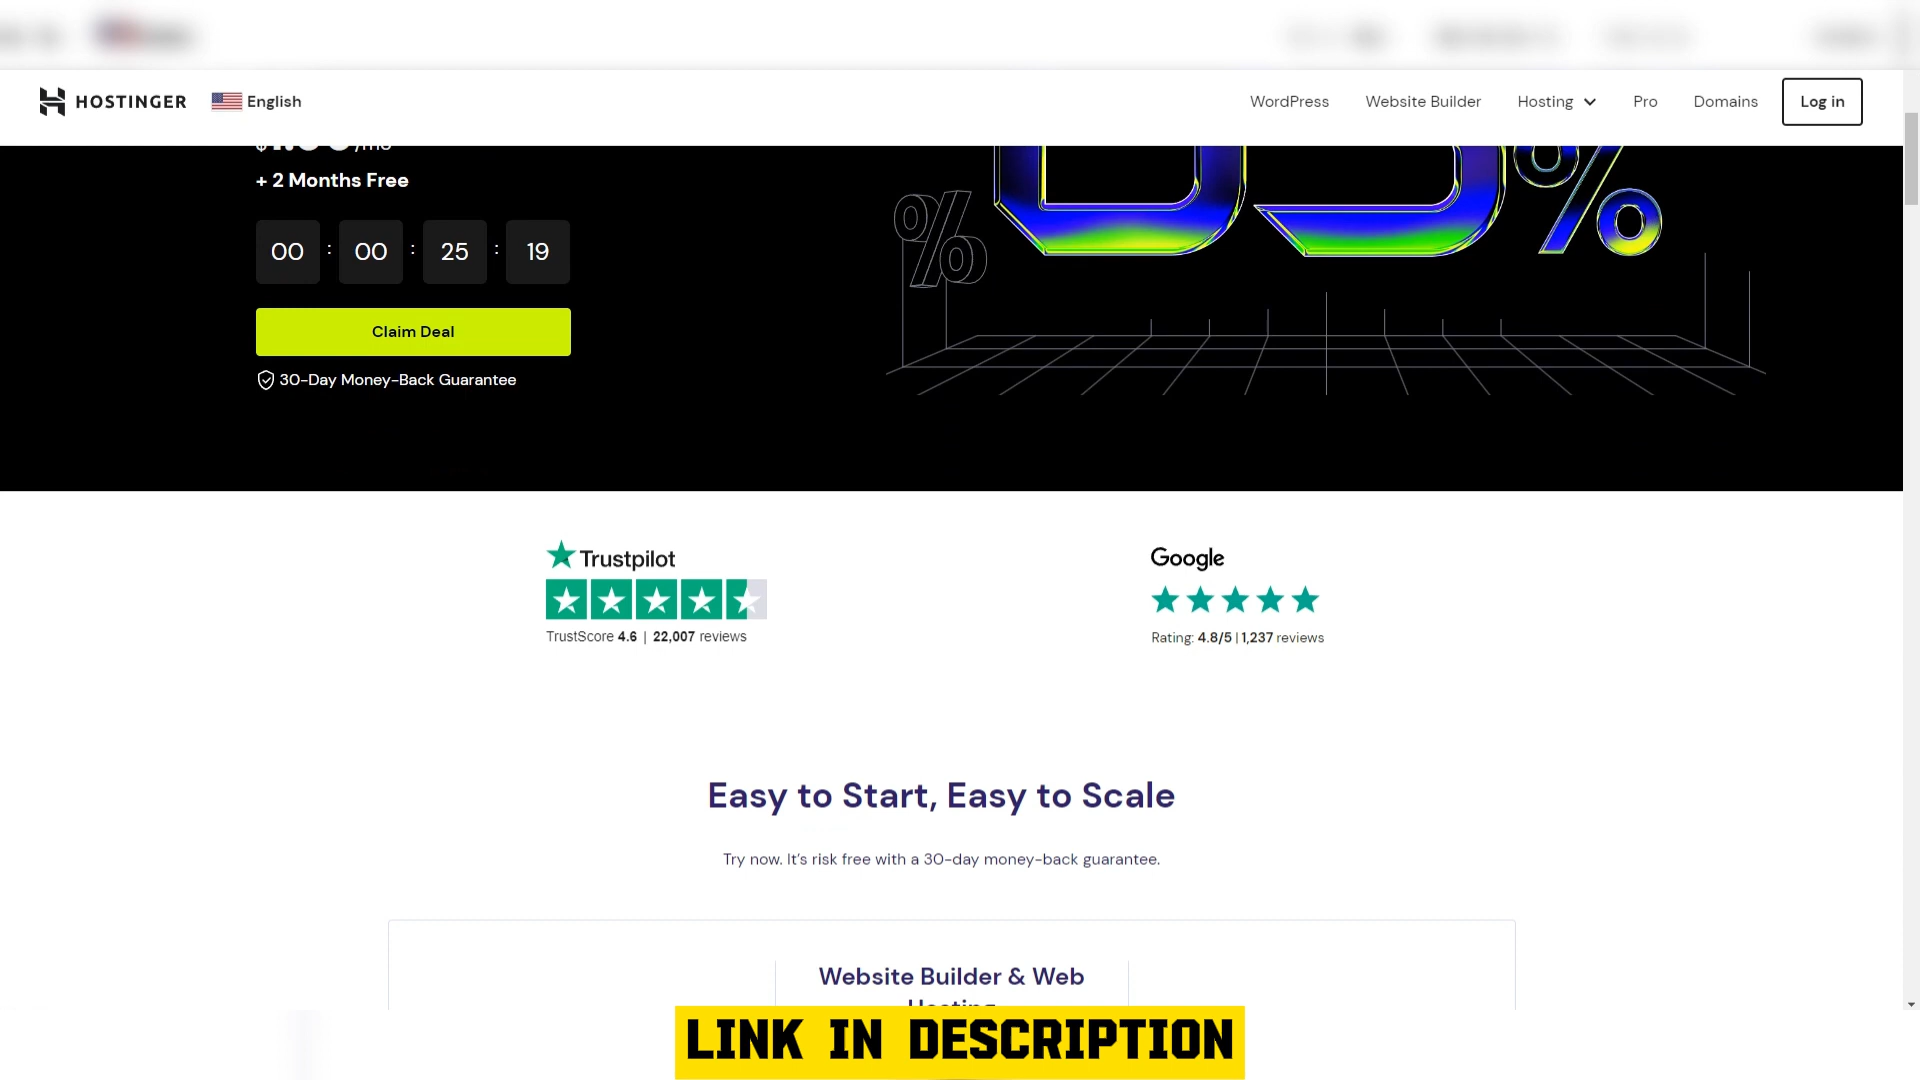 HOSTINGER English WordPress Website Builder Hosting Pro Domains Log in
+ 2 Months Free
00 : 00 : 25 : 19
Claim Deal
30-Day Money-Back Guarantee
%
%
Trustpilot
TrustScore 4.6 | 22,007 reviews
Google
Rating: 4.8/5 | 1,237 reviews
Easy to Start, Easy to Scale
Try now. It's risk free with a 30-day money-back guarantee.
Website Builder & Web
Hosting
LINK IN DESCRIPTION